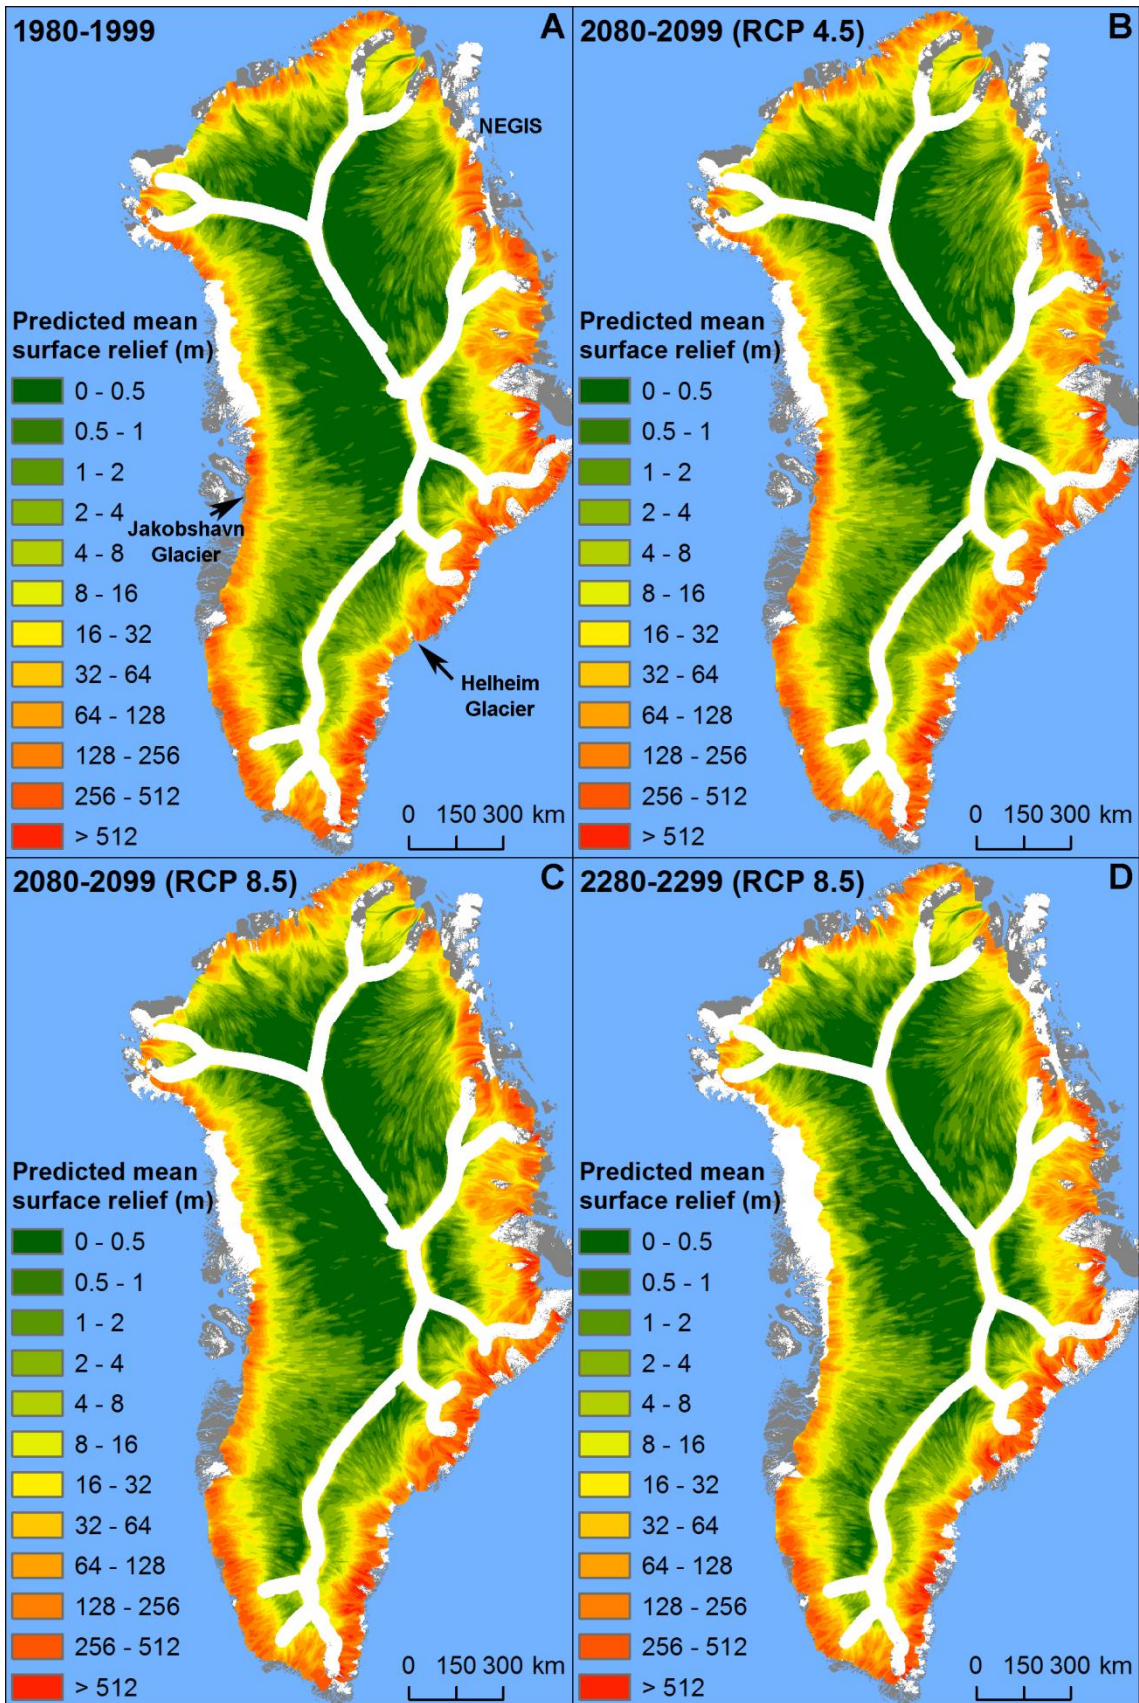 1980-1999
A
NEGIS
Predicted mean
surface relief (m)
0 - 0.5
0.5 - 1
1 - 2
2 - 4
4 - 8
8 - 16
16 - 32
32 - 64
64 - 128
128 - 256
256 - 512
> 512
Jakobshavn
Glacier
Helheim
Glacier
0 150 300 km
2080-2099 (RCP 4.5)
B
Predicted mean
surface relief (m)
0 - 0.5
0.5 - 1
1 - 2
2 - 4
4 - 8
8 - 16
16 - 32
32 - 64
64 - 128
128 - 256
256 - 512
> 512
0 150 300 km
2080-2099 (RCP 8.5)
C
Predicted mean
surface relief (m)
0 - 0.5
0.5 - 1
1 - 2
2 - 4
4 - 8
8 - 16
16 - 32
32 - 64
64 - 128
128 - 256
256 - 512
> 512
0 150 300 km
2280-2299 (RCP 8.5)
D
Predicted mean
surface relief (m)
0 - 0.5
0.5 - 1
1 - 2
2 - 4
4 - 8
8 - 16
16 - 32
32 - 64
64 - 128
128 - 256
256 - 512
> 512
0 150 300 km